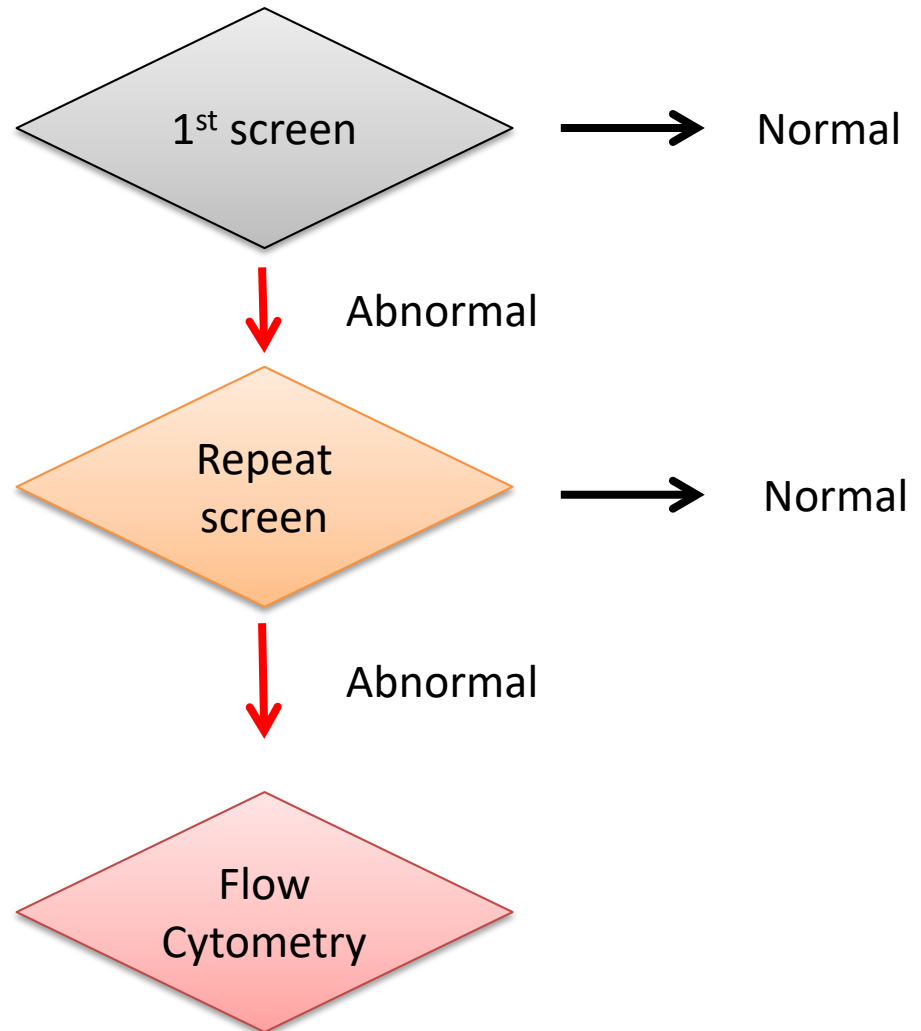 1st screen
Normal
Abnormal
Repeat
screen
Normal
Abnormal
Flow
Cytometry